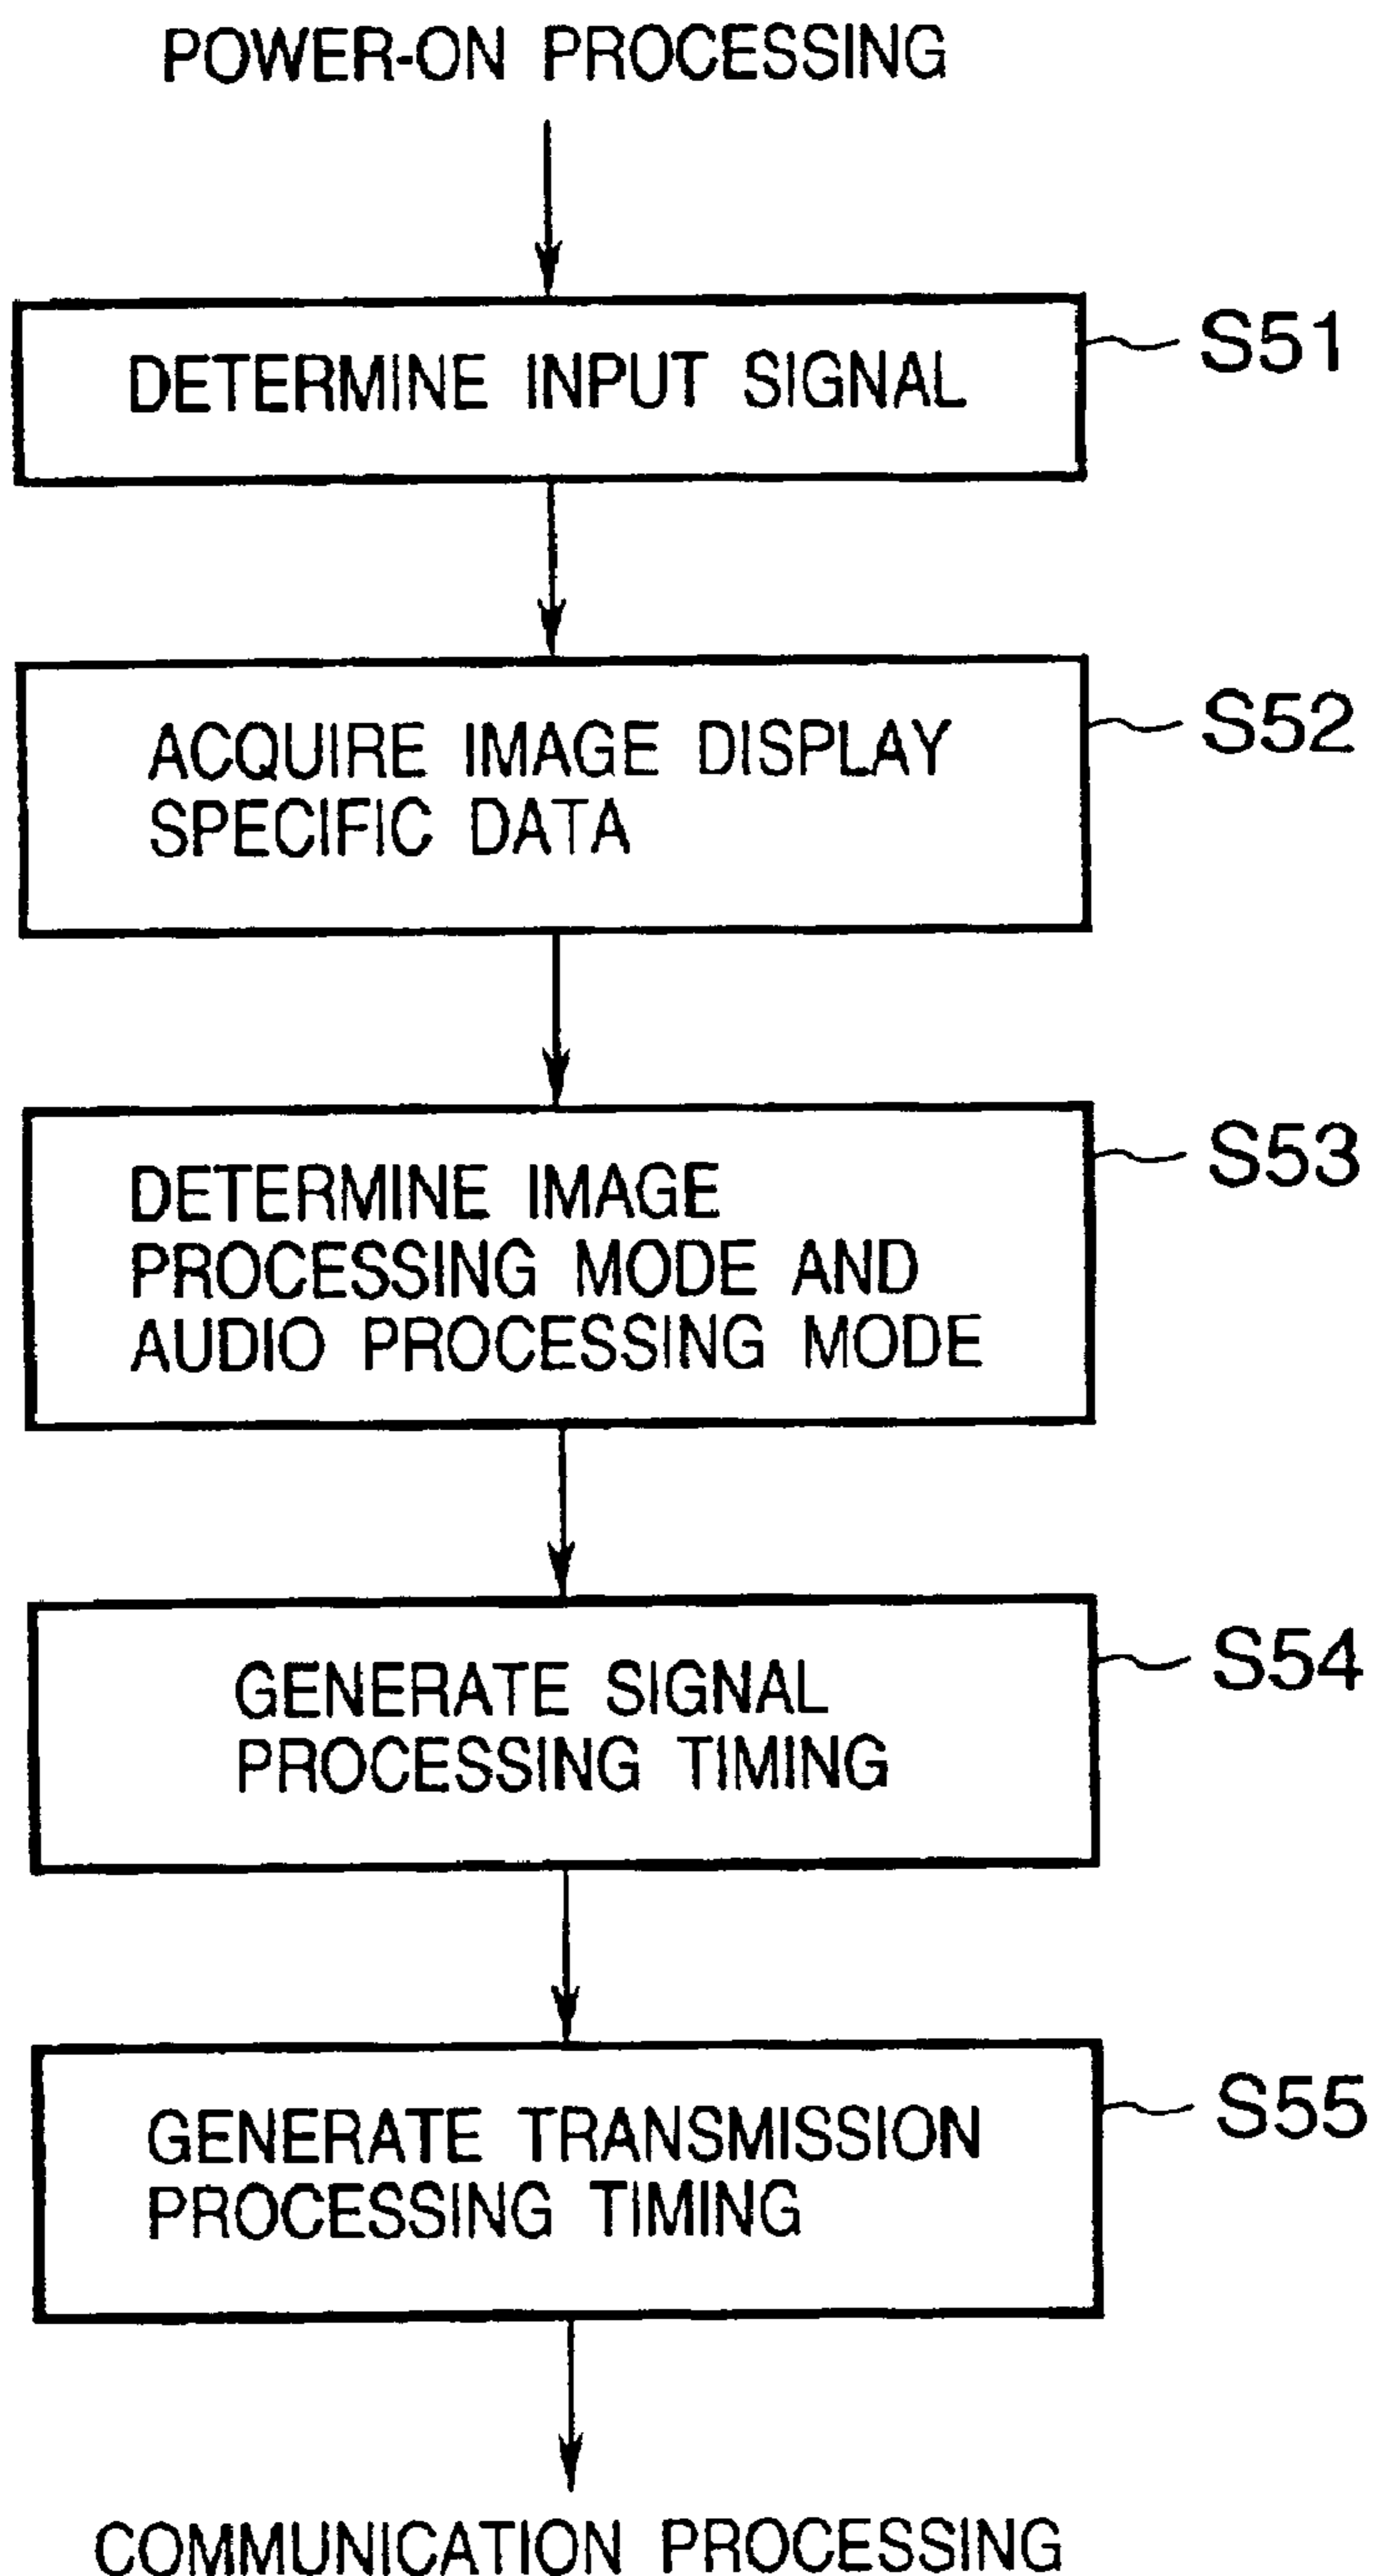 POWER-ON PROCESSING
DETERMINE INPUT SIGNAL
S51
ACQUIRE IMAGE DISPLAY
SPECIFIC DATA
S52
DETERMINE IMAGE
PROCESSING MODE AND
AUDIO PROCESSING MODE
S53
GENERATE SIGNAL
PROCESSING TIMING
S54
GENERATE TRANSMISSION
PROCESSING TIMING
S55
COMMUNICATION PROCESSING